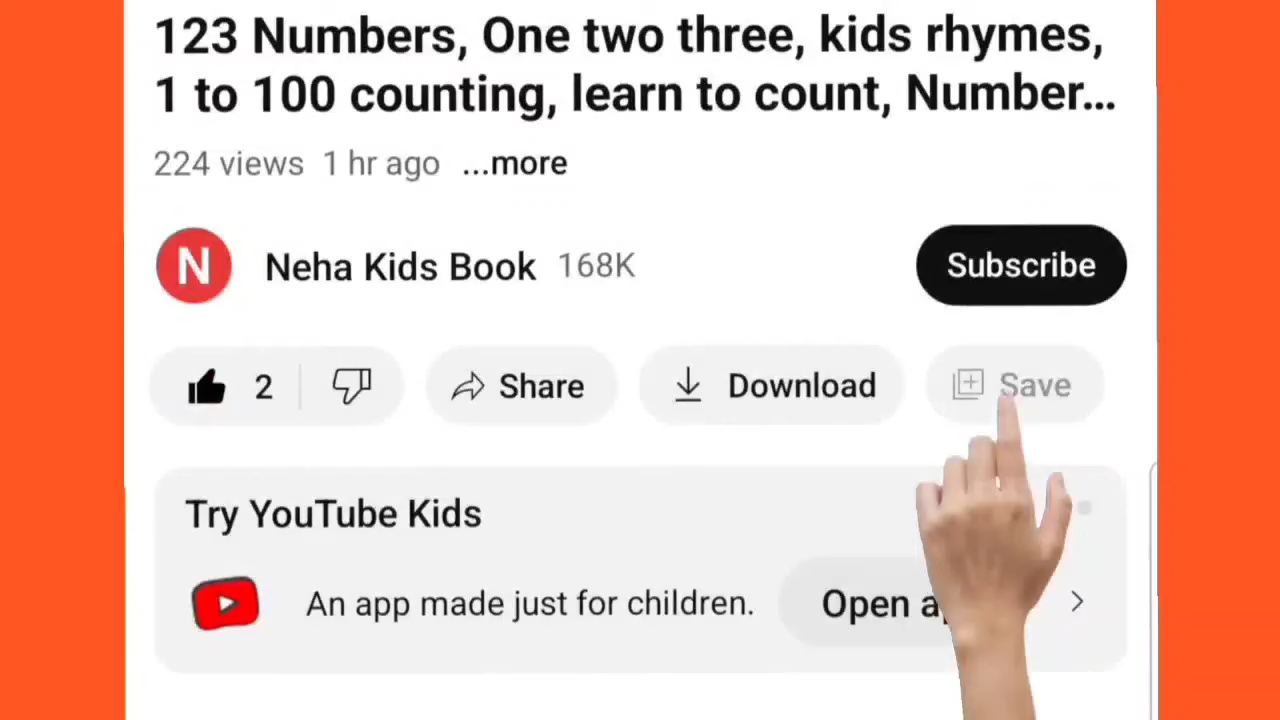 123 Numbers, One two three, kids rhymes,
1 to 100 counting, learn to count, Number...
224 views 1 hr ago ...more
N Neha Kids Book 168K Subscribe
2 Share Download Save
Try YouTube Kids
An app made just for children. Open